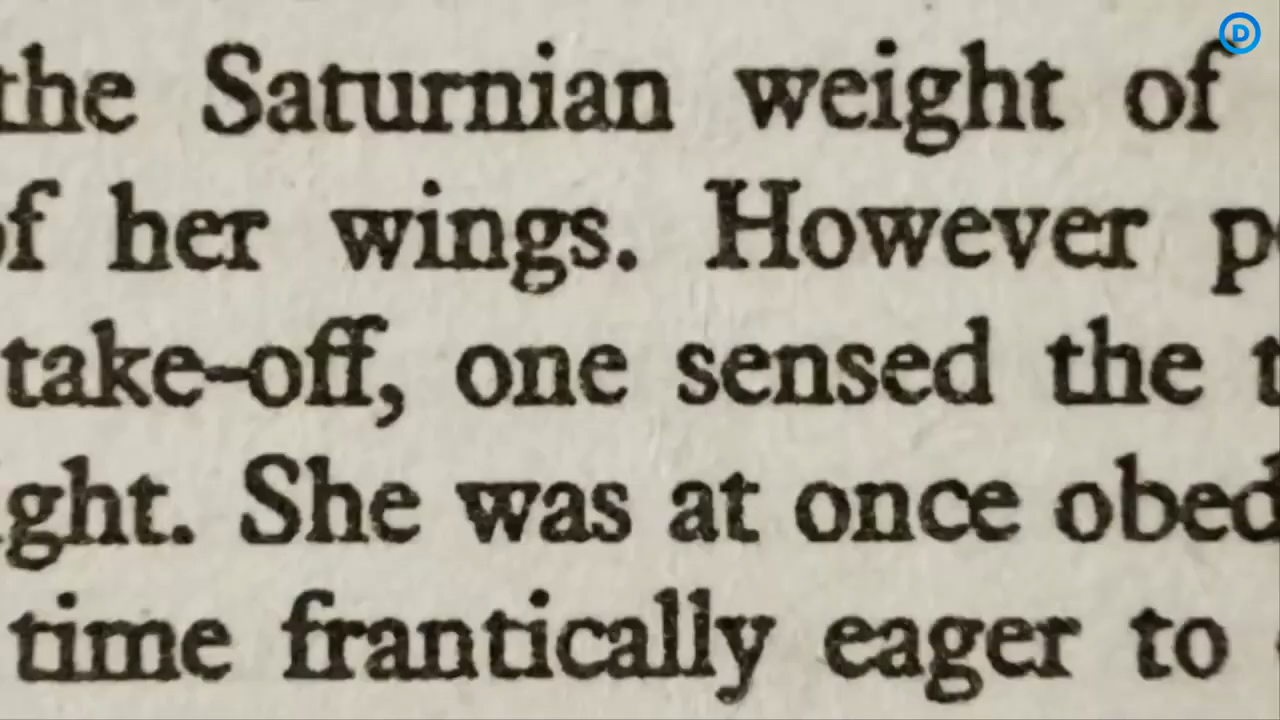 the Saturnian weight of
of her wings. However p
take-off, one sensed the t
ght. She was at once obed
time frantically eager to